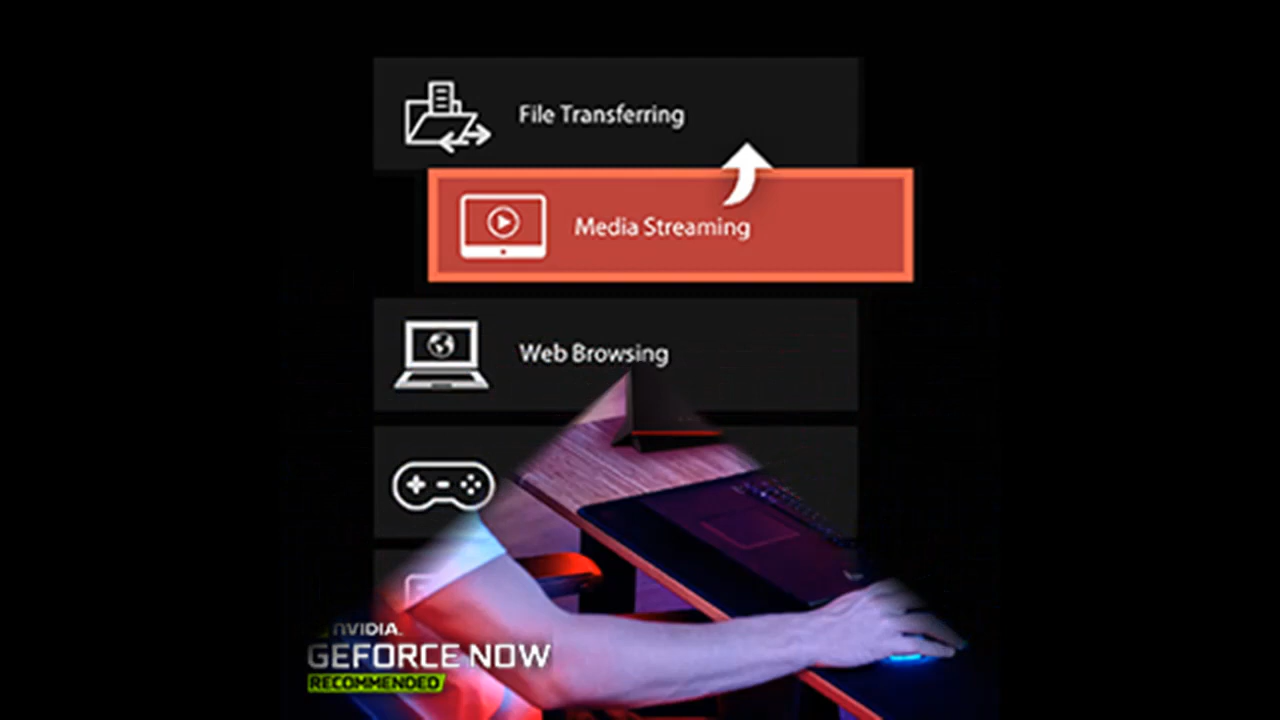 File Transferring
Media Streaming
Web Browsing
NVIDIA.
GEFORCE NOW
RECOMMENDED